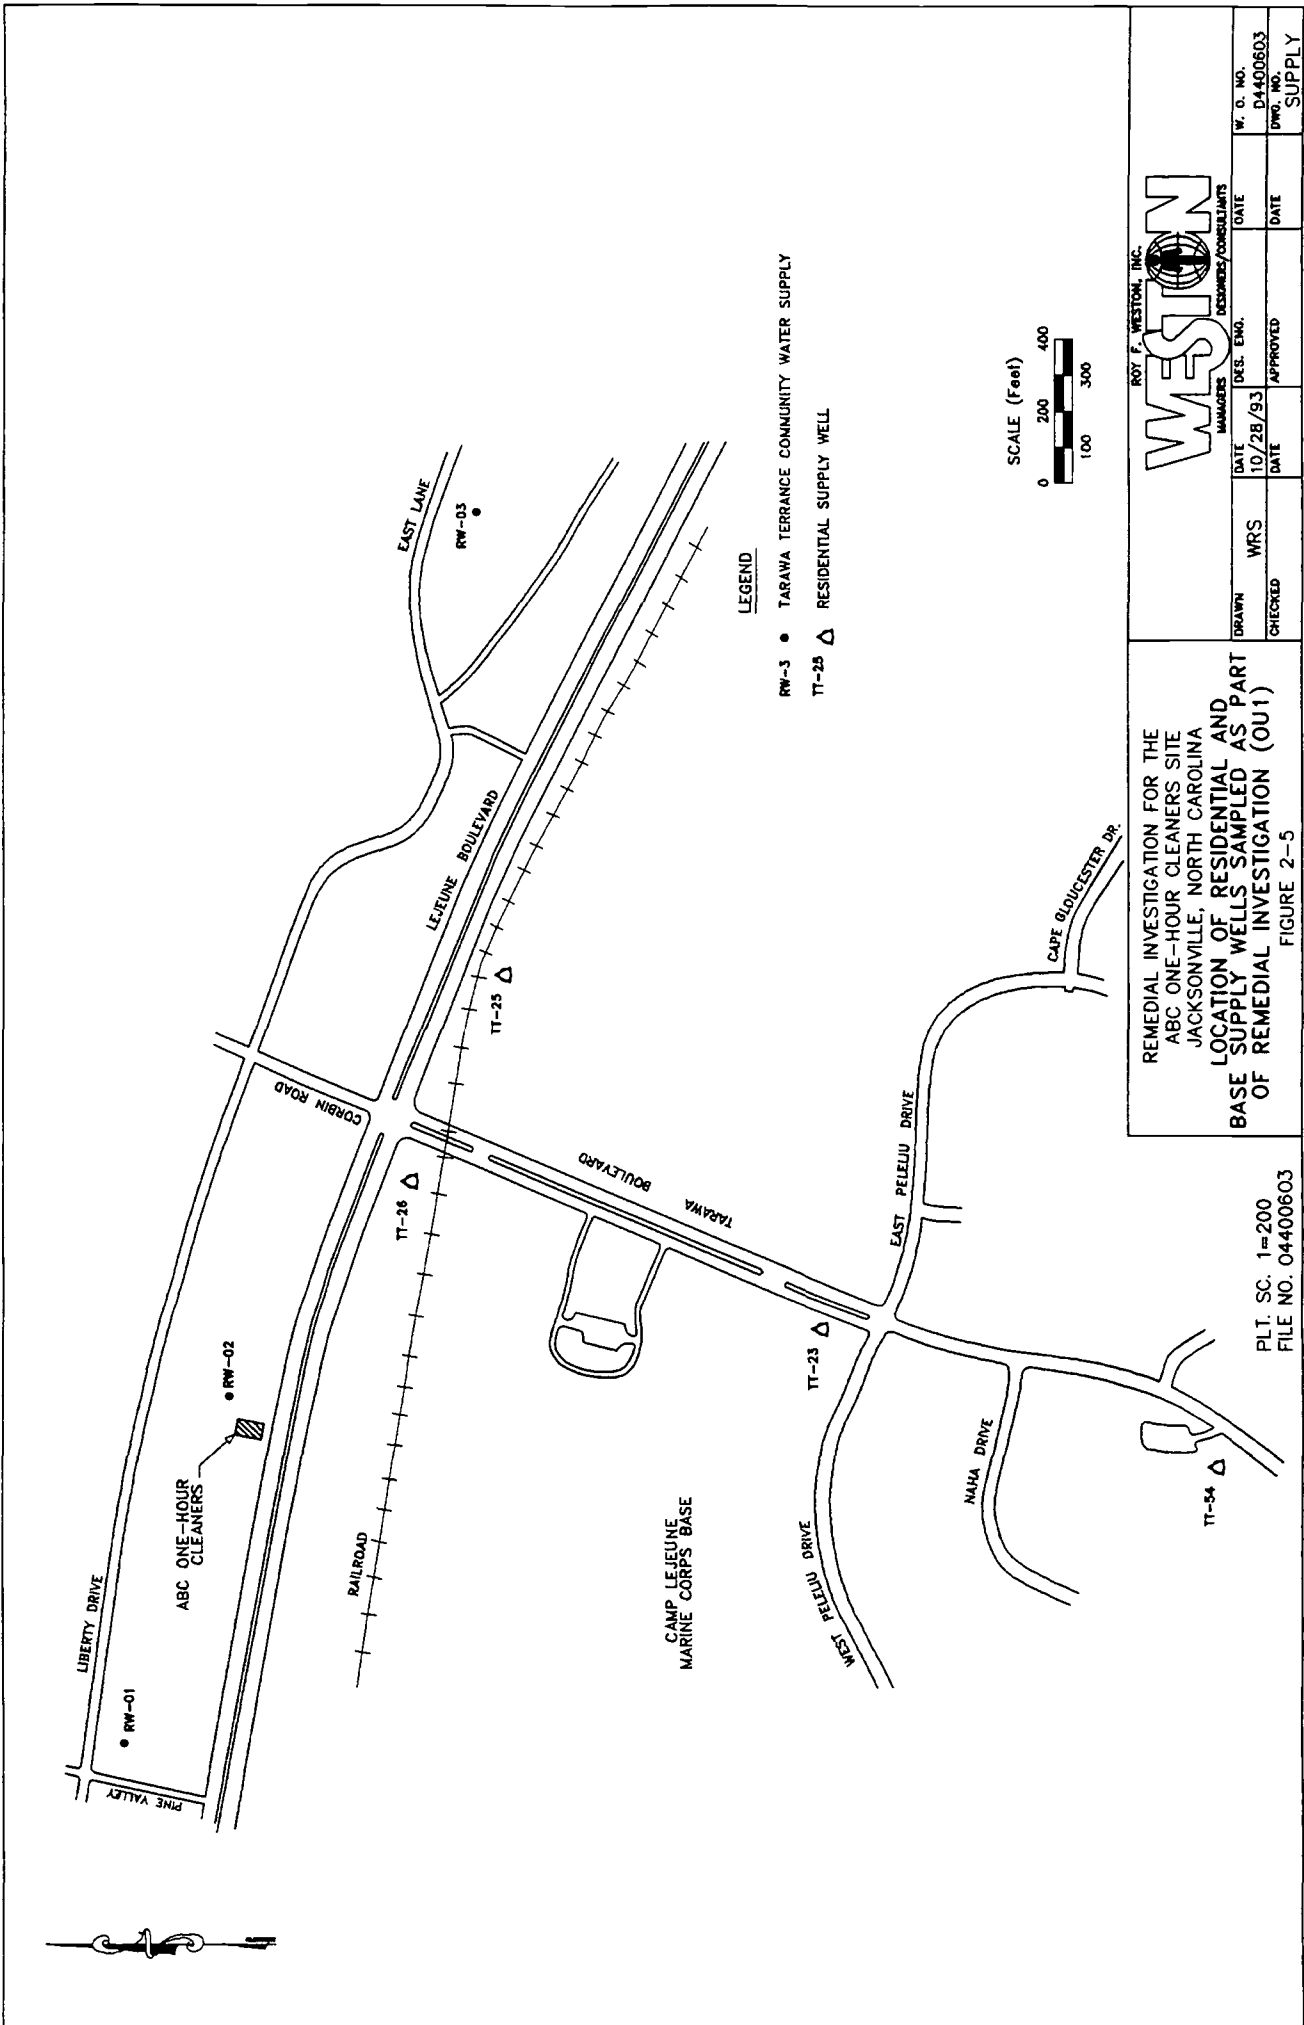 LIBERTY DRIVE
RW-01
PINE VALLEY
ABC ONE-HOUR
CLEANERS
RW-02
CORBIN ROAD
EAST LANE
RW-03
LEJEUNE BOULEVARD
RAILROAD
TT-26
TT-25
TARAWA BOULEVARD
CAMP LEJEUNE
MARINE CORPS BASE
WEST PELELIU DRIVE
TT-23
EAST PELELIU DRIVE
NAHA DRIVE
TT-54
CAPE GLOUCESTER DR.
LEGEND
RW-3 TARAWA TERRANCE COMMUNITY WATER SUPPLY
TT-25 RESIDENTIAL SUPPLY WELL
SCALE (Feet)
0 200 400
100 300
PLT. SC. 1=200
FILE NO. 04400603
REMEDIAL INVESTIGATION FOR THE
ABC ONE-HOUR CLEANERS SITE
JACKSONVILLE, NORTH CAROLINA
LOCATION OF RESIDENTIAL AND
BASE SUPPLY WELLS SAMPLED AS PART
OF REMEDIAL INVESTIGATION (OU1)
FIGURE 2-5
ROY F. WESTON, INC.
WESTON
MANAGERS DESIGNERS/CONSULTANTS
DRAWN WRS
DATE 10/28/93
DES. ENG.
DATE
W. O. NO. 04400603
CHECKED
DATE
APPROVED
DATE
DWG. NO. SUPPLY